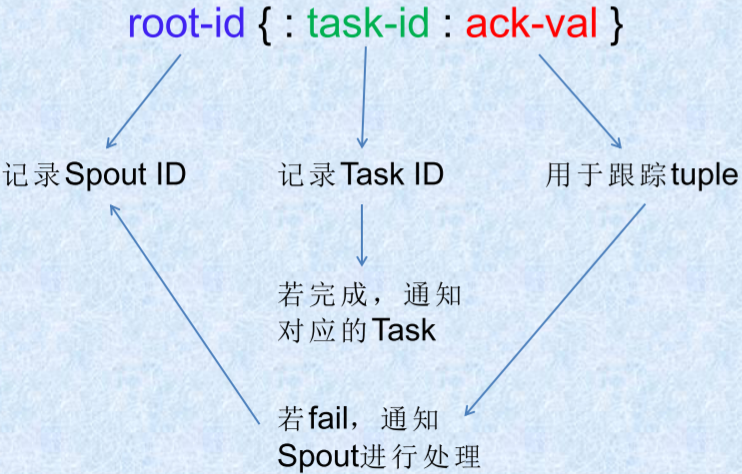 root-id { : task-id : ack-val }
记录Spout ID
记录Task ID
用于跟踪tuple
若完成，通知
对应的Task
若fail，通知
Spout进行处理